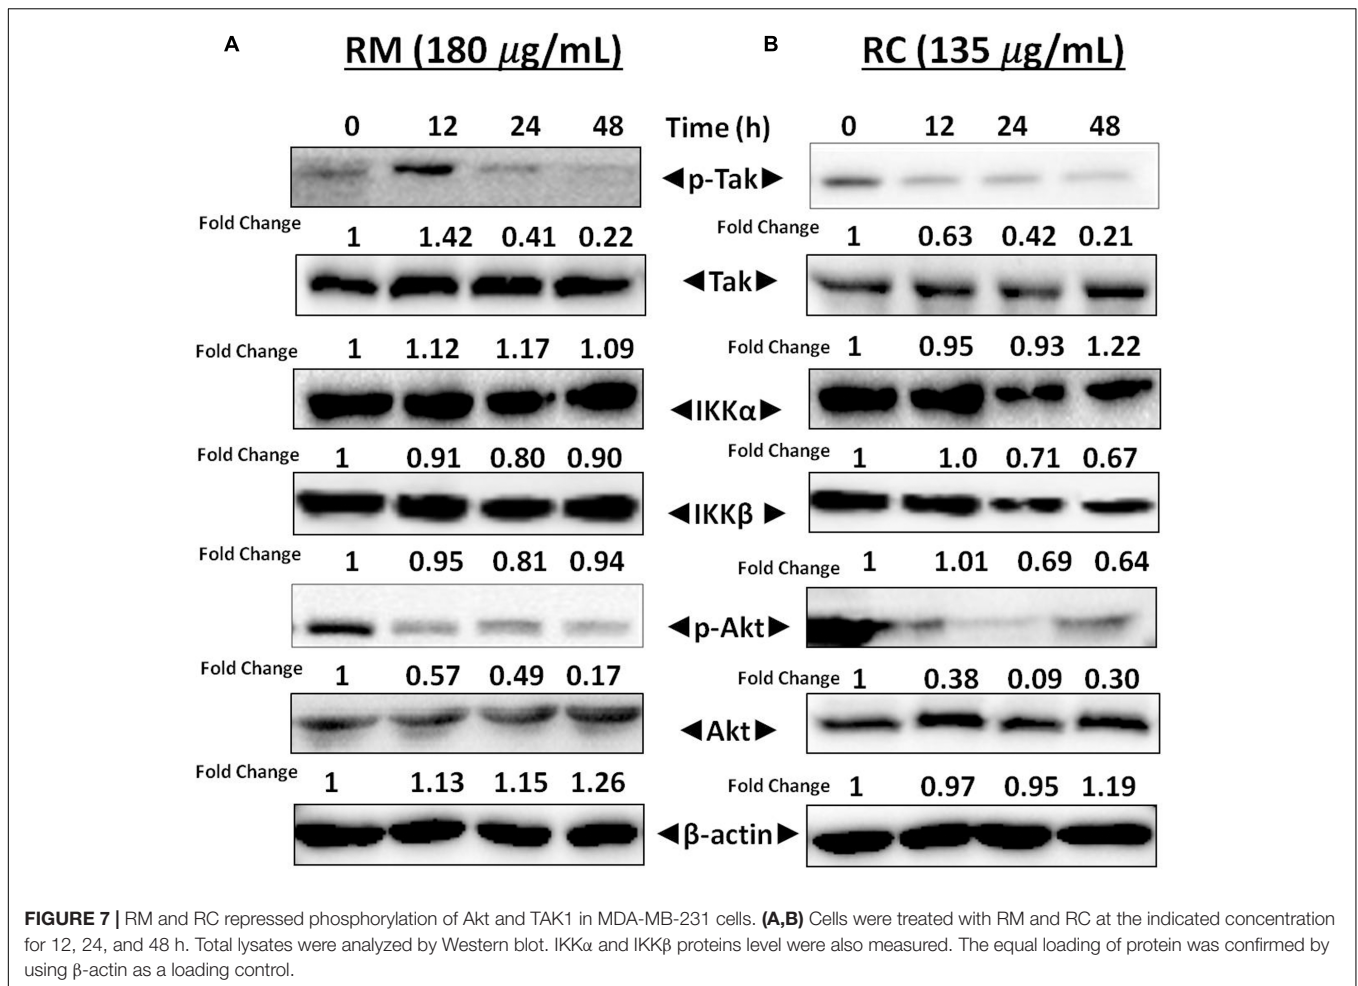 A RM (180 μg/mL) B RC (135 μg/mL)
0 12 24 48 Time (h) 0 12 24 48
◄p-Tak►
Fold Change 1 1.42 0.41 0.22 Fold Change 1 0.63 0.42 0.21
◄Tak►
Fold Change 1 1.12 1.17 1.09 Fold Change 1 0.95 0.93 1.22
◄IKKα►
Fold Change 1 0.91 0.80 0.90 Fold Change 1 1.0 0.71 0.67
◄IKKβ ►
Fold Change 1 0.95 0.81 0.94 Fold Change 1 1.01 0.69 0.64
◄p-Akt►
Fold Change 1 0.57 0.49 0.17 Fold Change 1 0.38 0.09 0.30
◄Akt►
Fold Change 1 1.13 1.15 1.26 Fold Change 1 0.97 0.95 1.19
◄β-actin►
FIGURE 7 | RM and RC repressed phosphorylation of Akt and TAK1 in MDA-MB-231 cells. (A,B) Cells were treated with RM and RC at the indicated concentration
for 12, 24, and 48 h. Total lysates were analyzed by Western blot. IKKα and IKKβ proteins level were also measured. The equal loading of protein was confirmed by
using β-actin as a loading control.